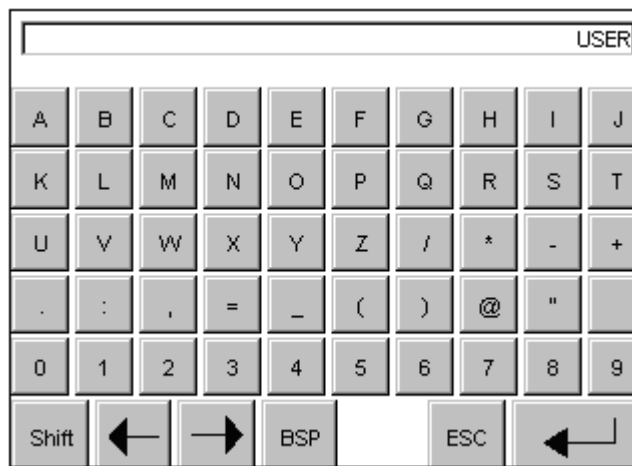 USER
A B C D E F G H I J
K L M N O P Q R S T
U V W X Y Z / * - +
. : , = _ ( ) @ "
0 1 2 3 4 5 6 7 8 9
Shift BSP ESC